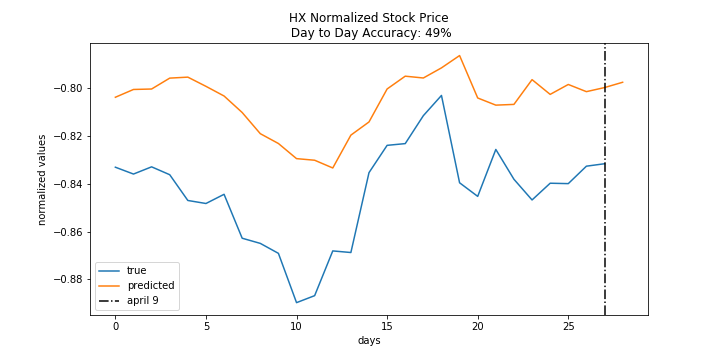 HX Normalized Stock Price
Day to Day Accuracy: 49%
normalized values
−0.80
−0.82
−0.84
−0.86
−0.88
true
predicted
april 9
0
5
10
15
20
25
days